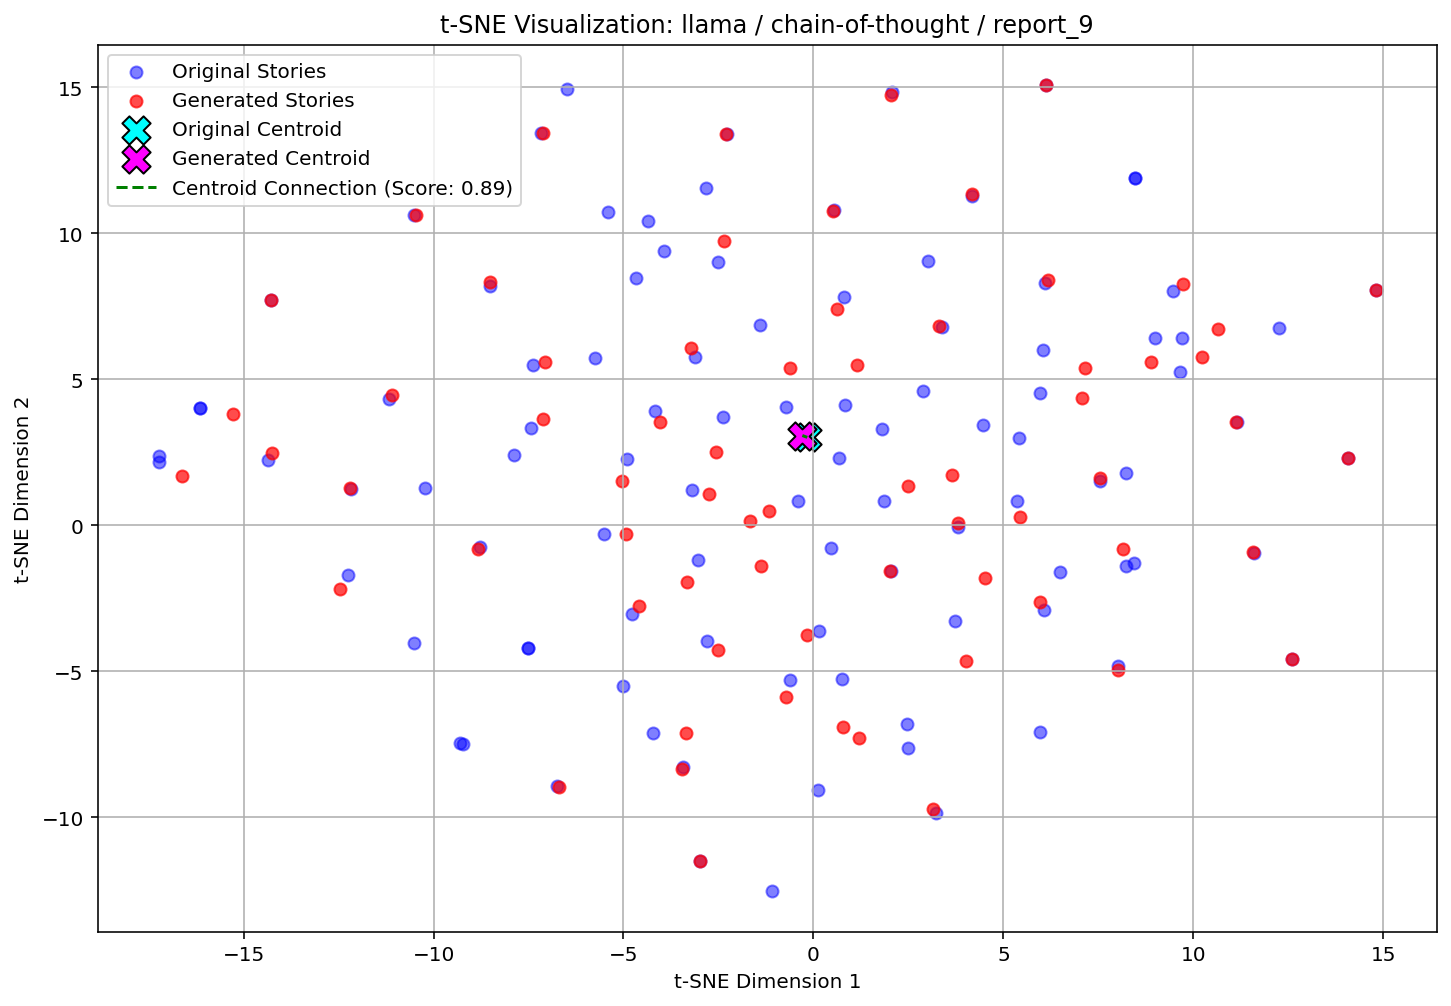 t-SNE Visualization: llama / chain-of-thought / report_9
Original Stories
Generated Stories
Original Centroid
Generated Centroid
Centroid Connection (Score: 0.89)
15
10
5
0
−5
−10
t-SNE Dimension 2
−15
−10
−5
0
5
10
15
t-SNE Dimension 1